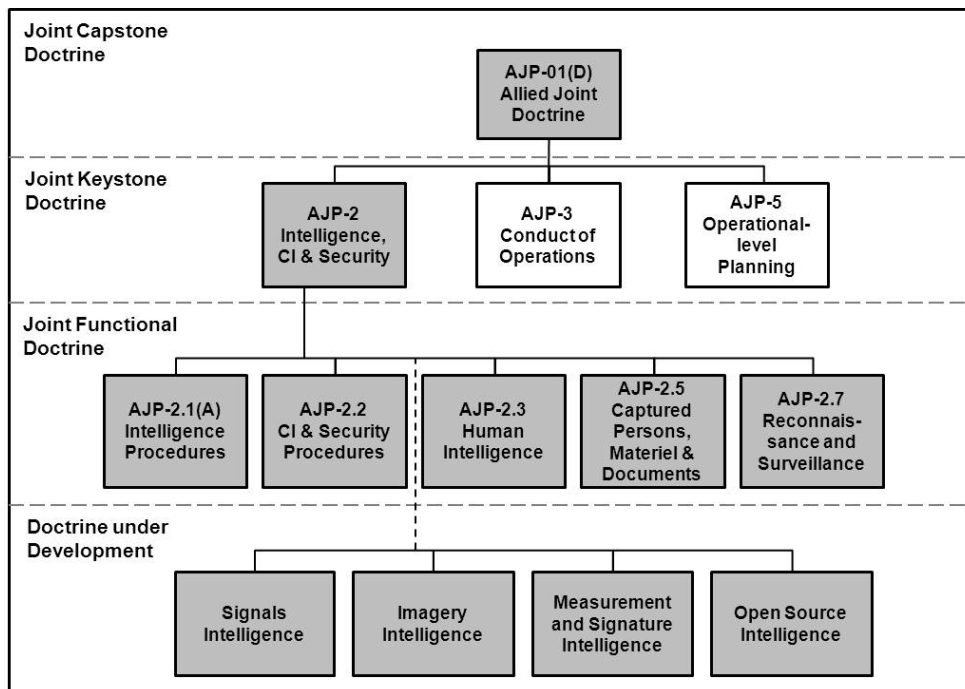 Joint Capstone
Doctrine
AJP-01(D)
Allied Joint
Doctrine
Joint Keystone
Doctrine
AJP-2
Intelligence,
CI & Security
AJP-3
Conduct of
Operations
AJP-5
Operational-
level
Planning
Joint Functional
Doctrine
AJP-2.1(A)
Intelligence
Procedures
AJP-2.2
CI & Security
Procedures
AJP-2.3
Human
Intelligence
AJP-2.5
Captured
Persons,
Materiel &
Documents
AJP-2.7
Reconnais-
sance and
Surveillance
Doctrine under
Development
Signals
Intelligence
Imagery
Intelligence
Measurement
and Signature
Intelligence
Open Source
Intelligence